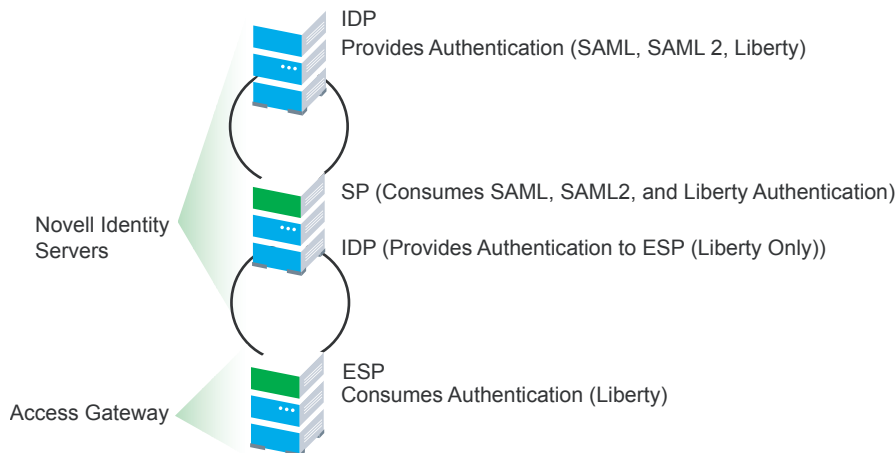 IDP
Provides Authentication (SAML, SAML 2, Liberty)
SP (Consumes SAML, SAML2, and Liberty Authentication)
Novell Identity
Servers
IDP (Provides Authentication to ESP (Liberty Only))
ESP
Consumes Authentication (Liberty)
Access Gateway